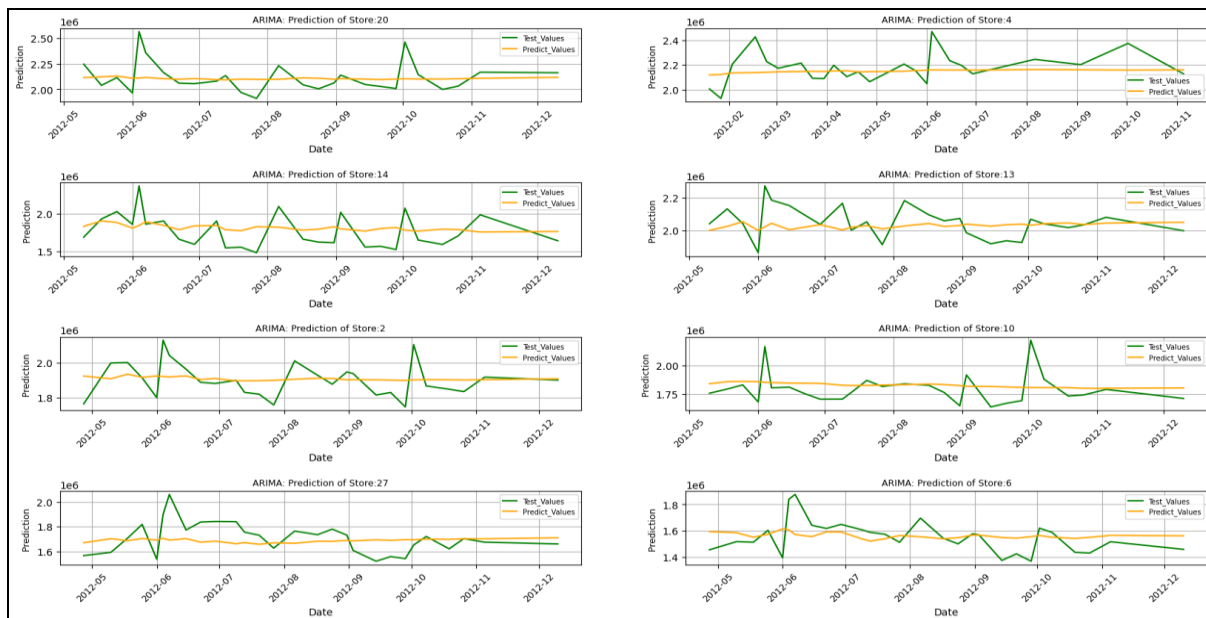 ARIMA: Prediction of Store:20
1e6
Prediction
2.50
2.25
2.00
Test_Values
Predict_Values
2012-05
2012-06
2012-07
2012-08
2012-09
2012-10
2012-11
2012-12
Date
ARIMA: Prediction of Store:4
1e6
Prediction
2.4
2.2
2.0
Test_Values
Predict_Values
2012-02
2012-03
2012-04
2012-05
2012-06
2012-07
2012-08
2012-09
2012-10
2012-11
Date
ARIMA: Prediction of Store:14
1e6
Prediction
2.0
1.5
Test_Values
Predict_Values
2012-05
2012-06
2012-07
2012-08
2012-09
2012-10
2012-11
2012-12
Date
ARIMA: Prediction of Store:13
1e6
Prediction
2.2
2.0
Test_Values
Predict_Values
2012-05
2012-06
2012-07
2012-08
2012-09
2012-10
2012-11
2012-12
Date
ARIMA: Prediction of Store:2
1e6
Prediction
2.0
1.8
Test_Values
Predict_Values
2012-05
2012-06
2012-07
2012-08
2012-09
2012-10
2012-11
2012-12
Date
ARIMA: Prediction of Store:10
1e6
Prediction
2.00
1.75
Test_Values
Predict_Values
2012-05
2012-06
2012-07
2012-08
2012-09
2012-10
2012-11
2012-12
Date
ARIMA: Prediction of Store:27
1e6
Prediction
2.0
1.8
1.6
Test_Values
Predict_Values
2012-05
2012-06
2012-07
2012-08
2012-09
2012-10
2012-11
2012-12
Date
ARIMA: Prediction of Store:6
1e6
Prediction
1.8
1.6
1.4
Test_Values
Predict_Values
2012-05
2012-06
2012-07
2012-08
2012-09
2012-10
2012-11
2012-12
Date